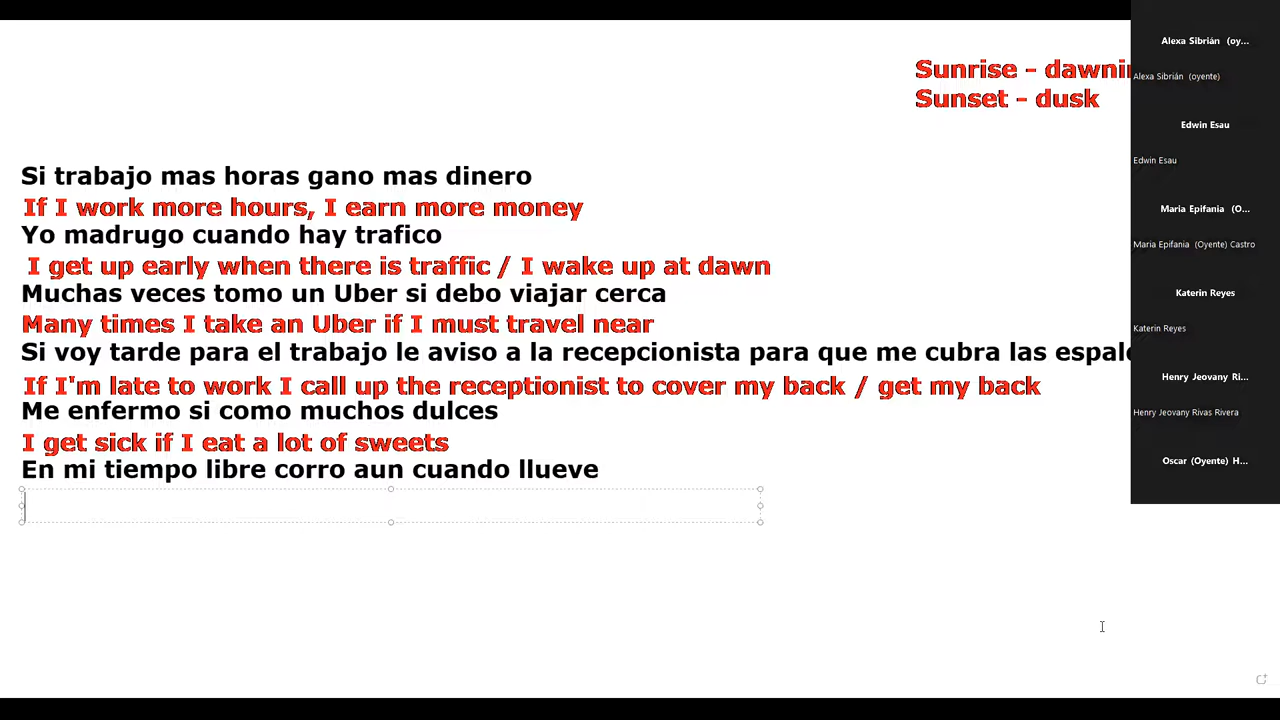 Sunrise - dawnin
Sunset - dusk
Si trabajo mas horas gano mas dinero
If I work more hours, I earn more money
Yo madrugo cuando hay trafico
I get up early when there is traffic / I wake up at dawn
Muchas veces tomo un Uber si debo viajar cerca
Many times I take an Uber if I must travel near
Si voy tarde para el trabajo le aviso a la recepcionista para que me cubra las espal
If I'm late to work I call up the receptionist to cover my back / get my back
Me enfermo si como muchos dulces
I get sick if I eat a lot of sweets
En mi tiempo libre corro aun cuando llueve
Alexa Sibrián (oy...
Alexa Sibrián (oyente)
Edwin Esau
Edwin Esau
Maria Epifania (O...
Maria Epifania (Oyente) Castro
Katerin Reyes
Katerin Reyes
Henry Jeovany Ri...
Henry Jeovany Rivas Rivera
Oscar (Oyente) H...